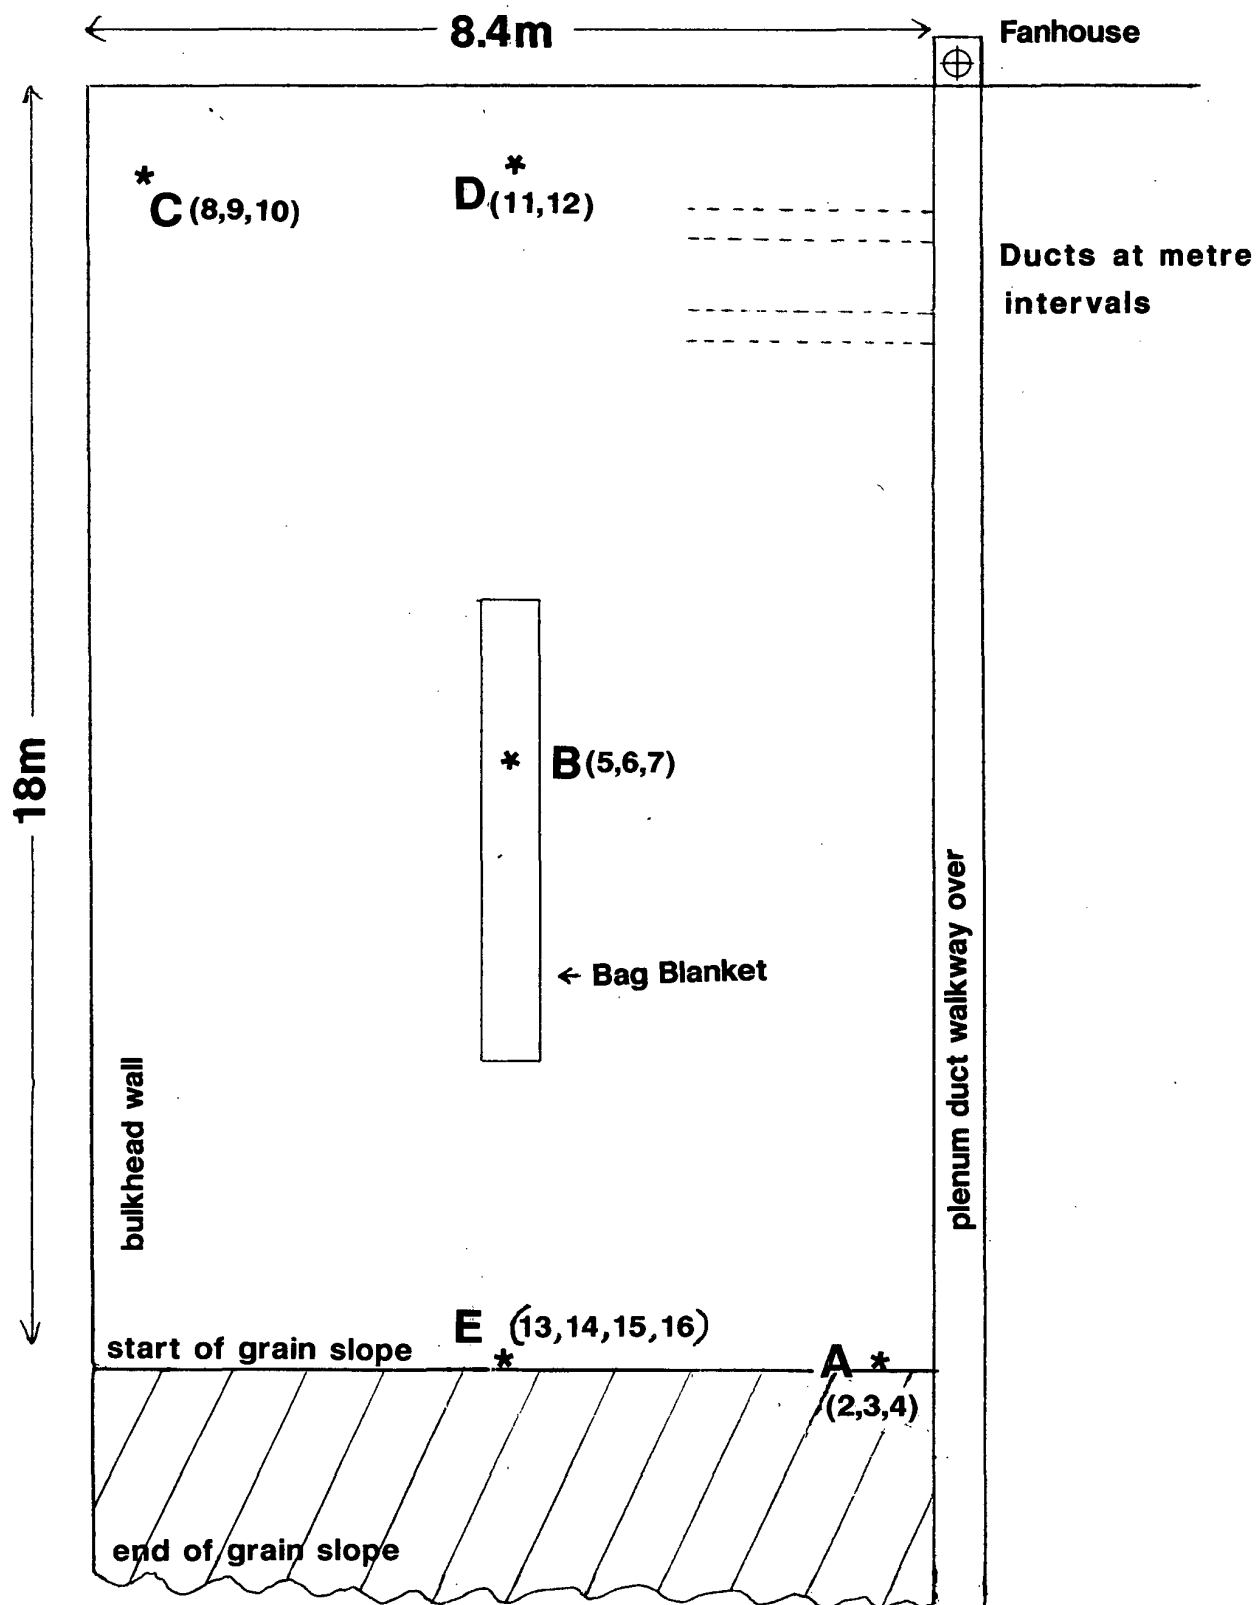 8.4m
Fanhouse
C (8,9,10)
D (11,12)
Ducts at metre
intervals
18m
B (5,6,7)
← Bag Blanket
bulkhead wall
plenum duct walkway over
E (13,14,15,16)
start of grain slope
A
(2,3,4)
end of grain slope